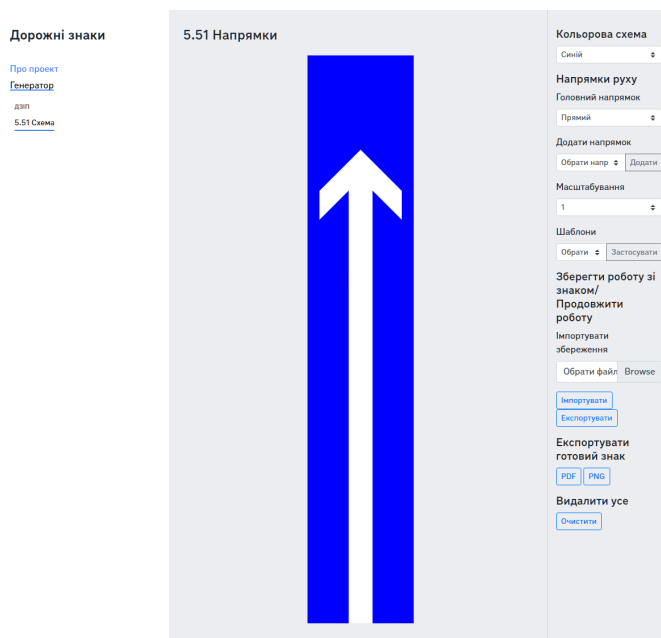 Дорожні знаки
Про проект
Генератор
дзіп
5.51 Схема
5.51 Напрямки
Кольорова схема
Синій
Напрямки руху
Головний напрямок
Прямий
Додати напрямок
Обрати напр Додати
Масштабування
1
Шаблони
Обрати Застосувати
Зберегти роботу зі
знаком/
Продовжити
роботу
Імпортувати
збереження
Обрати файл Browse
Імпортувати
Експортувати
Експортувати
готовий знак
PDF PNG
Видалити усе
Очистити